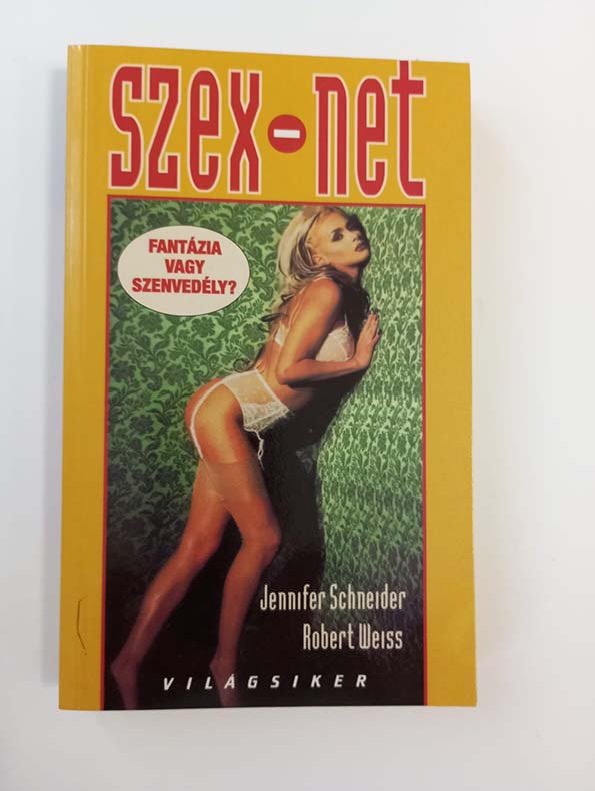 szex-net
FANTÁZIA
VAGY
SZENVEDÉLY?
Jennifer Schneider
Robert Weiss
VILÁGSIKER